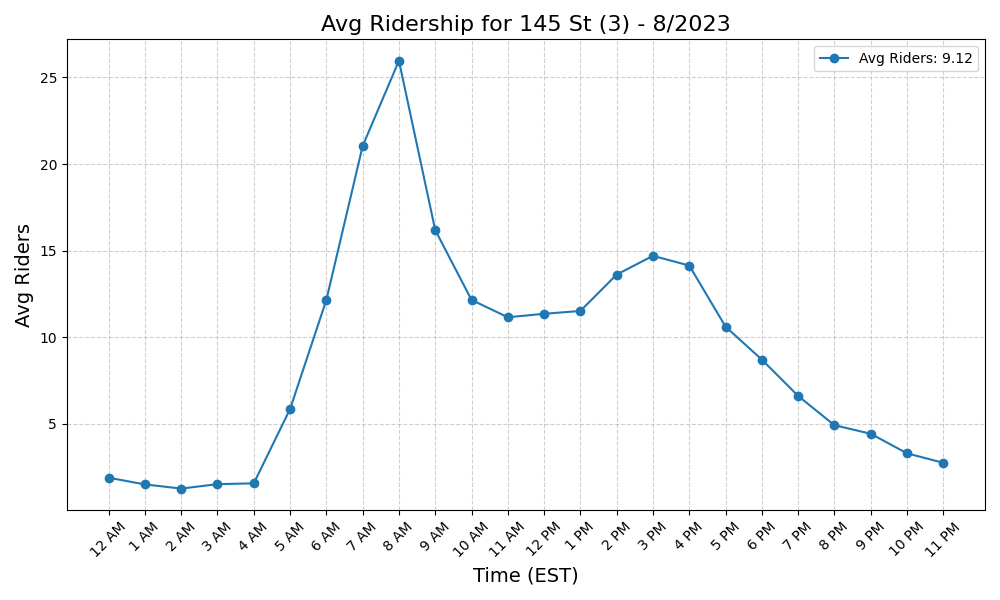 Avg Ridership for 145 St (3) - 8/2023
Avg Riders: 9.12
Avg Riders
25
20
15
10
5
12 AM
1 AM
2 AM
3 AM
4 AM
5 AM
6 AM
7 AM
8 AM
9 AM
10 AM
11 AM
12 PM
1 PM
2 PM
3 PM
4 PM
5 PM
6 PM
7 PM
8 PM
9 PM
10 PM
11 PM
Time (EST)